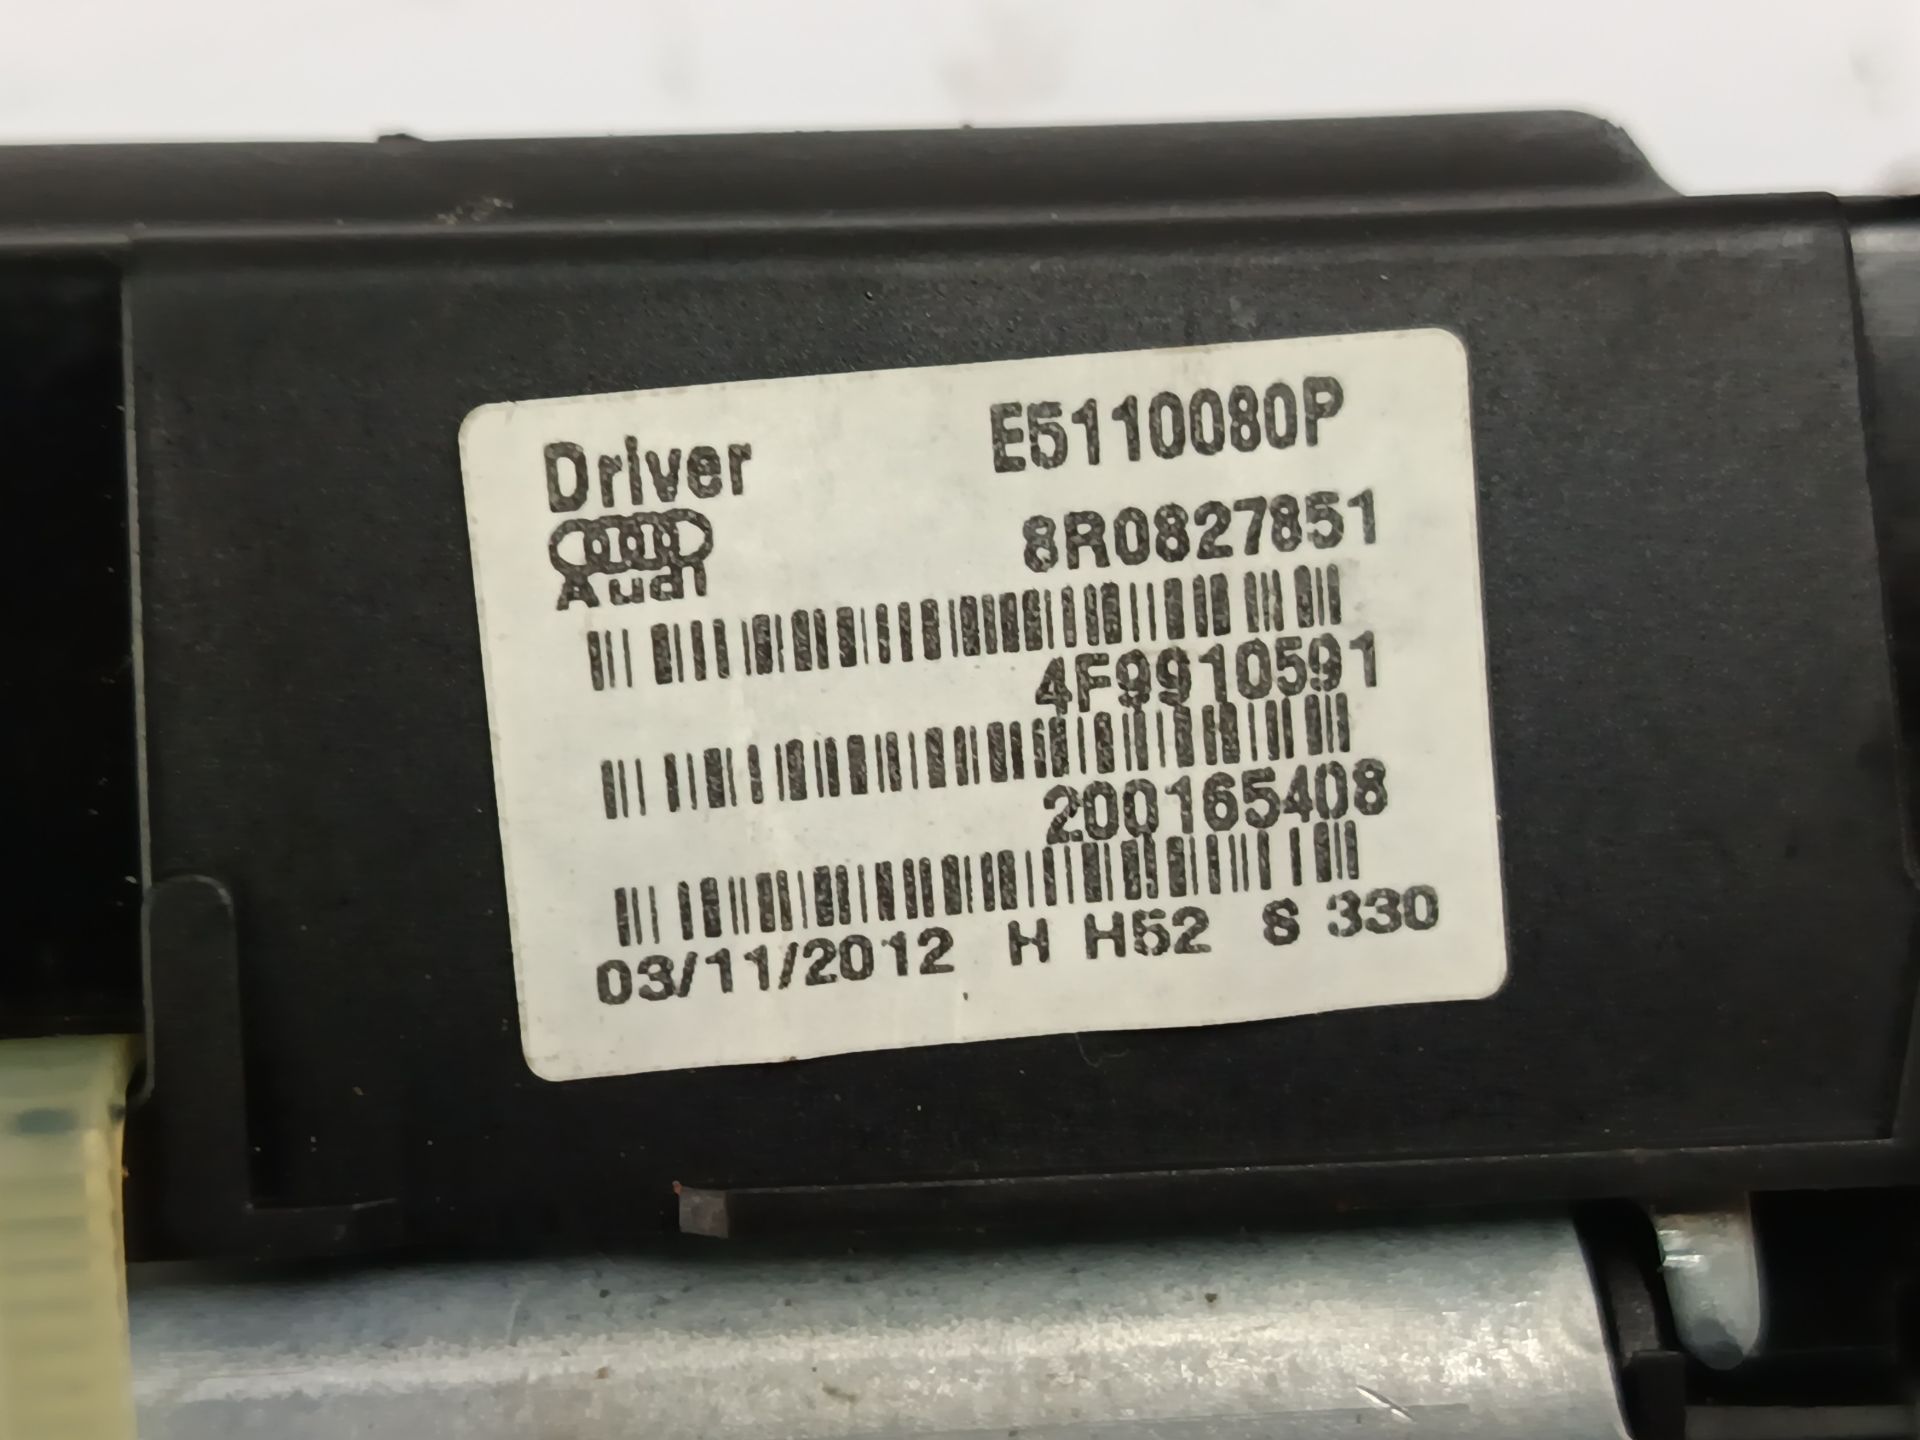 Driver E5110080P
Audi 8R0827851
4F9910591
200165408
03/11/2012 H H52 S 330